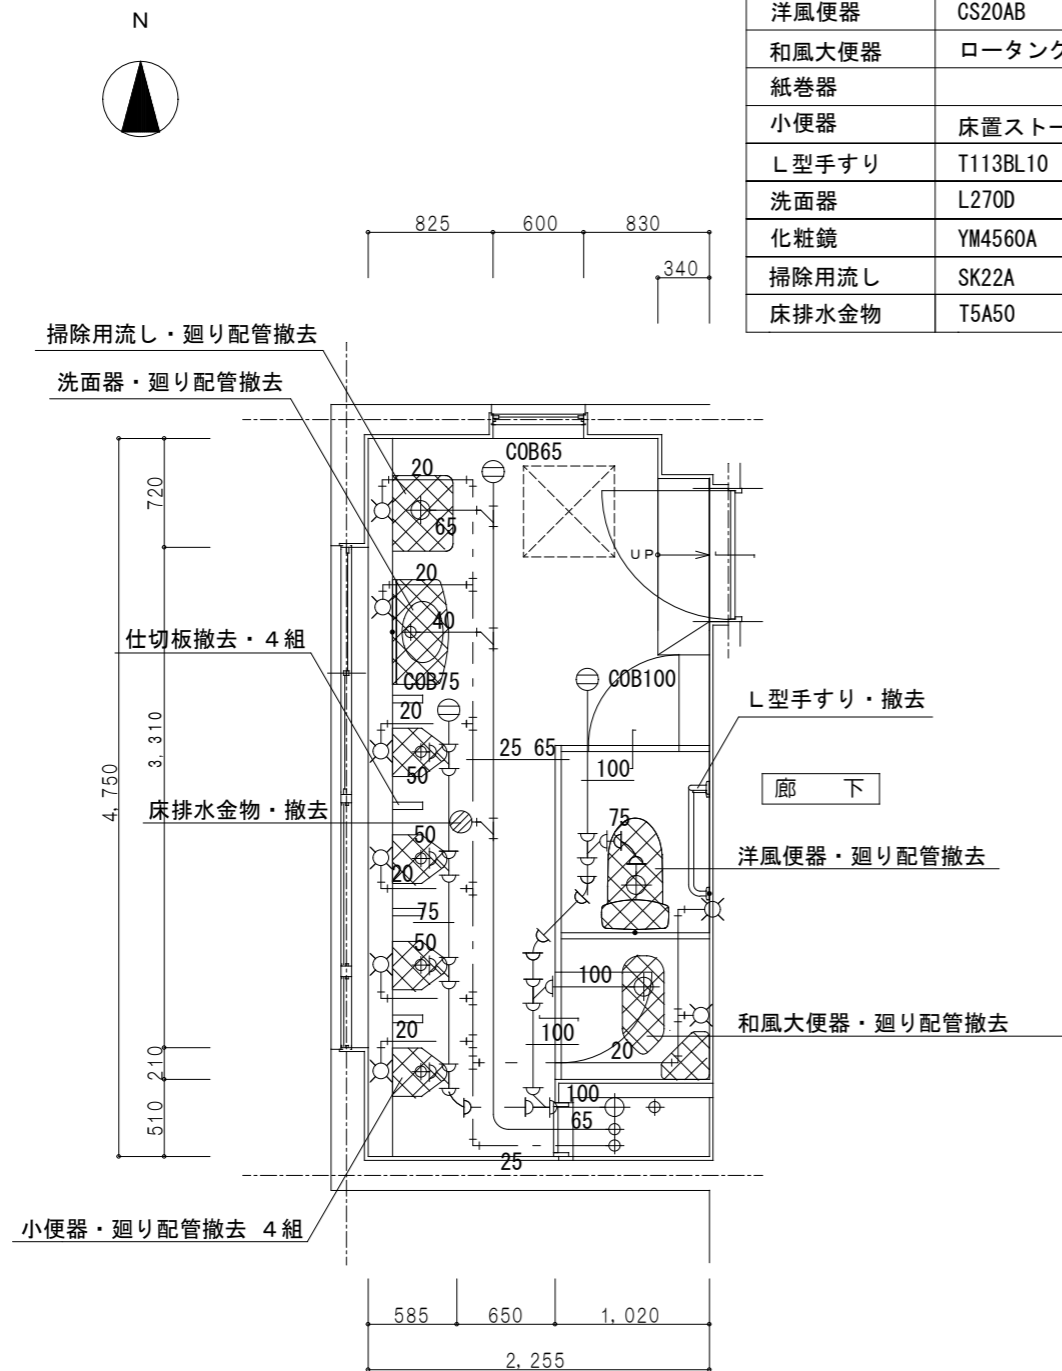 N
洋風便器 CS20AB
和風大便器 ロータンク
紙巻器
小便器 床置ストー
L型手すり T113BL10
洗面器 L270D
化粧鏡 YM4560A
掃除用流し SK22A
床排水金物 T5A50
825 600 830
340
掃除用流し・廻り配管撤去
洗面器・廻り配管撤去
仕切板撤去・4組
床排水金物・撤去
小便器・廻り配管撤去 4組
L型手すり・撤去
廊 下
洋風便器・廻り配管撤去
和風大便器・廻り配管撤去
720
3,310
4,750
210
510
COB65
20
65
UP
20
40
COB75
COB100
20
25 65
100
50
75
50
20
75
50
100
20
100
20
100
65
25
585 650 1,020
2,255